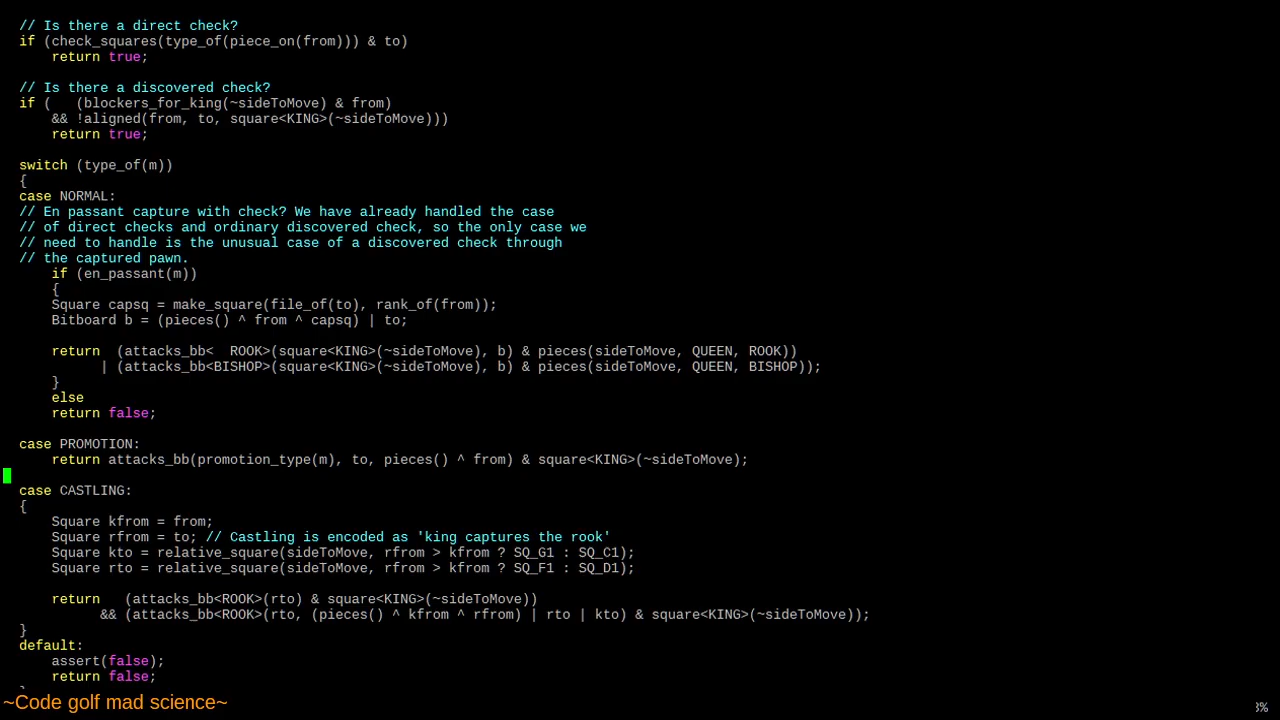 // Is there a direct check?
if (check_squares(type_of(piece_on(from))) & to)
    return true;

// Is there a discovered check?
if (   (blockers_for_king(~sideToMove) & from)
    && !aligned(from, to, square<KING>(~sideToMove)))
    return true;

switch (type_of(m))
{
case NORMAL:
// En passant capture with check? We have already handled the case
// of direct checks and ordinary discovered check, so the only case we
// need to handle is the unusual case of a discovered check through
// the captured pawn.
    if (en_passant(m))
    {
    Square capsq = make_square(file_of(to), rank_of(from));
    Bitboard b = (pieces() ^ from ^ capsq) | to;

    return  (attacks_bb<  ROOK>(square<KING>(~sideToMove), b) & pieces(sideToMove, QUEEN, ROOK))
          | (attacks_bb<BISHOP>(square<KING>(~sideToMove), b) & pieces(sideToMove, QUEEN, BISHOP));
    }
    else
    return false;

case PROMOTION:
    return attacks_bb(promotion_type(m), to, pieces() ^ from) & square<KING>(~sideToMove);

case CASTLING:
{
    Square kfrom = from;
    Square rfrom = to; // Castling is encoded as 'king captures the rook'
    Square kto = relative_square(sideToMove, rfrom > kfrom ? SQ_G1 : SQ_C1);
    Square rto = relative_square(sideToMove, rfrom > kfrom ? SQ_F1 : SQ_D1);

    return   (attacks_bb<ROOK>(rto) & square<KING>(~sideToMove))
          && (attacks_bb<ROOK>(rto, (pieces() ^ kfrom ^ rfrom) | rto | kto) & square<KING>(~sideToMove));
}
default:
    assert(false);
    return false;
~Code golf mad science~